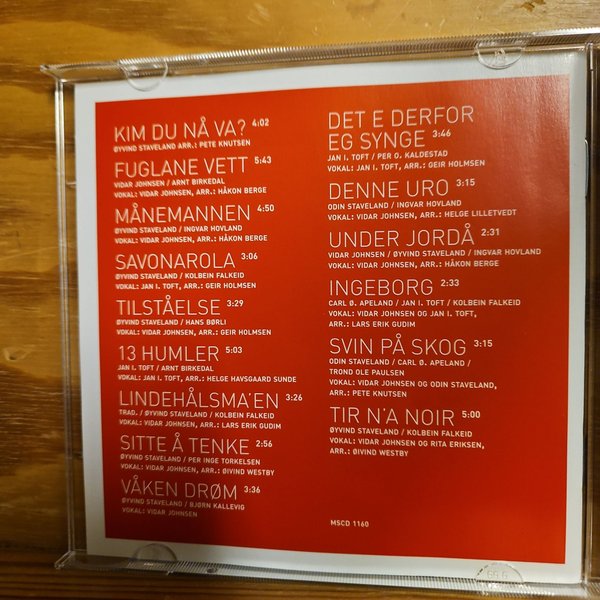 KIM DU NÅ VA? 4:02
ØYVIND STAVELAND ARR.: PETE KNUTSEN
FUGLANE VETT 5:43
VIDAR JOHNSEN / ARNT BIRKEDAL
VOKAL: VIDAR JOHNSEN, ARR.: HÅKON BERGE
MÅNEMANNEN 4:50
ØYVIND STAVELAND / INGVAR HOVLAND
VOKAL: VIDAR JOHNSEN, ARR.: HÅKON BERGE
SAVONAROLA 3:06
ØYVIND STAVELAND / KOLBEIN FALKEID
VOKAL: JAN I. TOFT, ARR.: GEIR HOLMSEN
TILSTÅELSE 3:29
ØYVIND STAVELAND / HANS BØRLI
VOKAL: VIDAR JOHNSEN, ARR.: GEIR HOLMSEN
13 HUMLER 5:03
JAN I. TOFT / ARNT BIRKEDAL
VOKAL: JAN I. TOFT, ARR.: HELGE HAVSGAARD SUNDE
LINDEHÅLSMA'EN 3:26
TRAD. / ØYVIND STAVELAND / KOLBEIN FALKEID
VOKAL: VIDAR JOHNSEN, ARR.: LARS ERIK GUDIM
SITTE Å TENKE 2:56
ØYVIND STAVELAND / PER INGE TORKELSEN
VOKAL: VIDAR JOHNSEN, ARR.: ØIVIND WESTBY
VÅKEN DRØM 3:36
ØYVIND STAVELAND / BJØRN KALLEVIG
VOKAL: VIDAR JOHNSEN
DET E DERFOR
EG SYNGE 3:46
JAN I. TOFT / PER O. KALDESTAD
VOKAL: JAN I. TOFT, ARR.: GEIR HOLMSEN
DENNE URO 3:15
ODIN STAVELAND / INGVAR HOVLAND
VOKAL: VIDAR JOHNSEN, ARR.: HELGE LILLETVEDT
UNDER JORDÅ 2:31
VIDAR JOHNSEN / ØYVIND STAVELAND / INGVAR HOVLAND
VOKAL: VIDAR JOHNSEN, ARR.: HÅKON BERGE
INGEBORG 2:33
CARL Ø. APELAND / JAN I. TOFT / KOLBEIN FALKEID
VOKAL: VIDAR JOHNSEN OG JAN I. TOFT,
ARR.: LARS ERIK GUDIM
SVIN PÅ SKOG 3:15
ODIN STAVELAND / CARL Ø. APELAND /
TROND OLE PAULSEN
VOKAL: VIDAR JOHNSEN OG ODIN STAVELAND,
PETE KNUTSEN
TIR N'A NOIR 5:00
ØYVIND STAVELAND / KOLBEIN FALKEID
VOKAL: VIDAR JOHNSEN OG RITA ERIKSEN,
ARR.: ØIVIND WESTBY
MSCD 1160